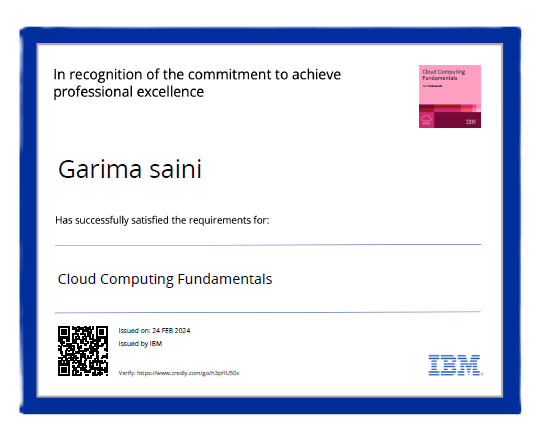 In recognition of the commitment to achieve
professional excellence
Cloud Computing
Fundamentals
IBM
Garima saini
Has successfully satisfied the requirements for:
Cloud Computing Fundamentals
Issued on: 24 FEB 2024
Issued by IBM
Verify: https://www.credly.com/go/h3pHU50x
IBM.